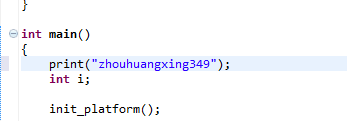 }
int main()
{
print("zhouhuangxing349");
int i;
init_platform();